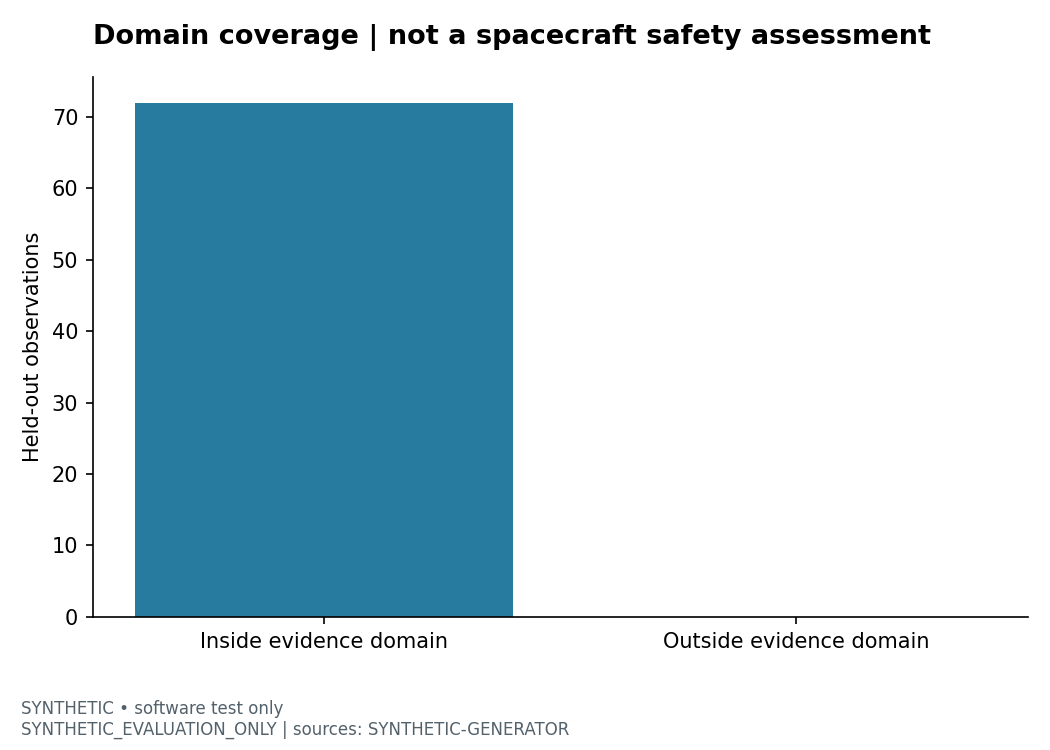 Domain coverage | not a spacecraft safety assessment
70
60
50
40
30
20
10
0
Held-out observations
Inside evidence domain
Outside evidence domain
SYNTHETIC • software test only
SYNTHETIC_EVALUATION_ONLY | sources: SYNTHETIC-GENERATOR